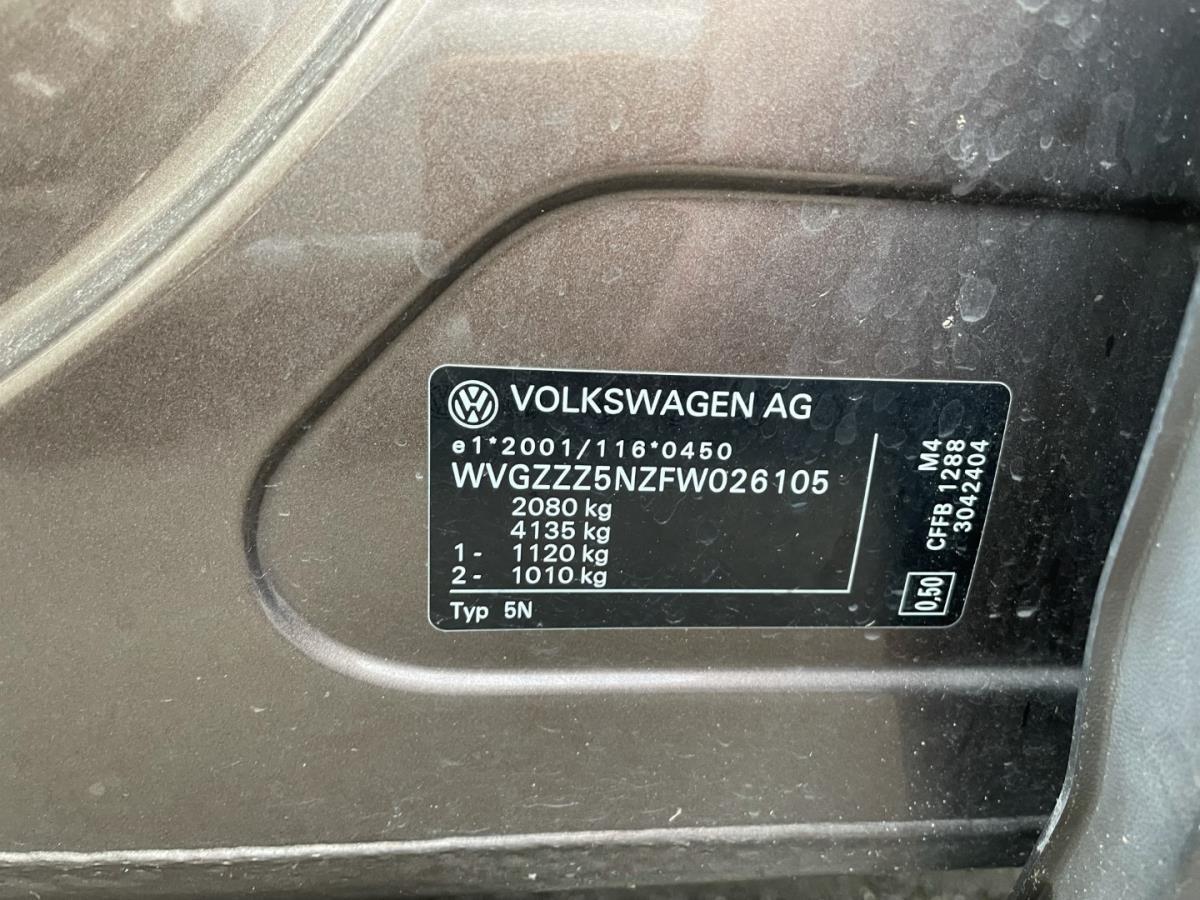 VOLKSWAGEN AG
e1*2001/116*0450
WVGZZZ5NZFW026105
2080 kg
4135 kg
1- 1120 kg
2- 1010 kg
Typ 5N
M4
CFFB 1288
3042404
0,50